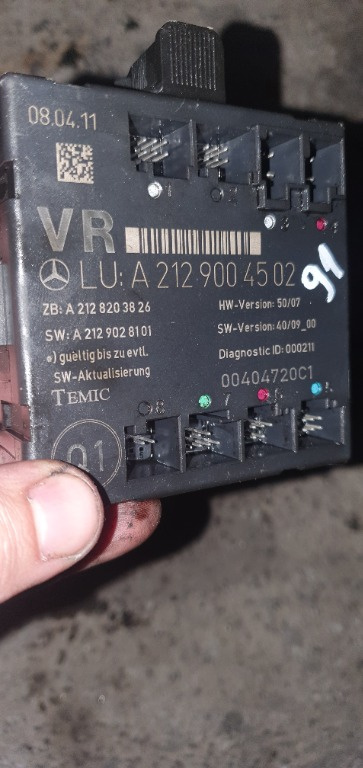 08.04.11
VR
LU: A 212 900 45 02
91
ZB: A 212 820 38 26
HW-Version: 50/07
SW: A 212 902 81 01
SW-Version: 40/09_00
*) gueltig bis zu evtl.
SW-Aktualisierung
Diagnostic ID: 000211
TEMIC
00404720C1
8
7
01